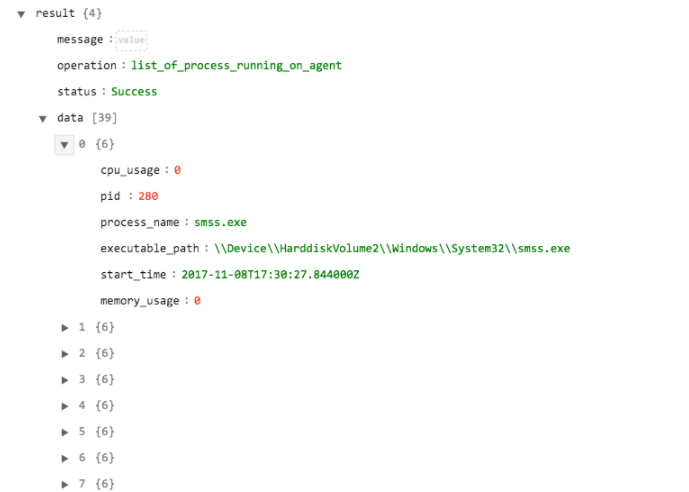 result {4}
message : value
operation : list_of_process_running_on_agent
status : Success
data [39]
0 {6}
cpu_usage : 0
pid : 280
process_name : smss.exe
executable_path : \\Device\\HarddiskVolume2\\Windows\\System32\\smss.exe
start_time : 2017-11-08T17:30:27.844000Z
memory_usage : 0
1 {6}
2 {6}
3 {6}
4 {6}
5 {6}
6 {6}
7 {6}